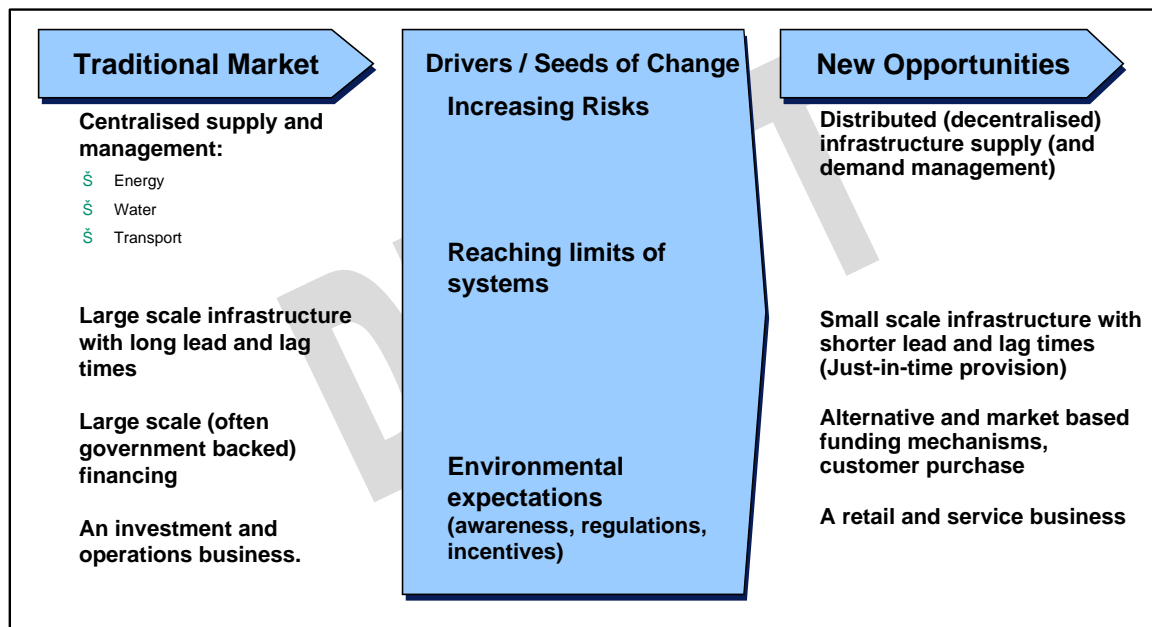 Traditional Market
Centralised supply and
management:
Š Energy
Š Water
Š Transport
Large scale infrastructure
with long lead and lag
times
Large scale (often
government backed)
financing
An investment and
operations business.
Drivers / Seeds of Change
Increasing Risks
Reaching limits of
systems
Environmental
expectations
(awareness, regulations,
incentives)
New Opportunities
Distributed (decentralised)
infrastructure supply (and
demand management)
Small scale infrastructure with
shorter lead and lag times
(Just-in-time provision)
Alternative and market based
funding mechanisms,
customer purchase
A retail and service business